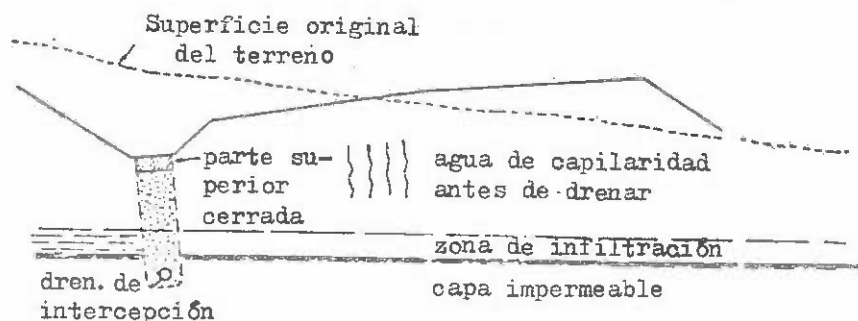 Superficie original
del terreno
parte su-
perior
cerrada
agua de capilaridad
antes de drenar
zona de infiltración
dren. de
intercepción
capa impermeable